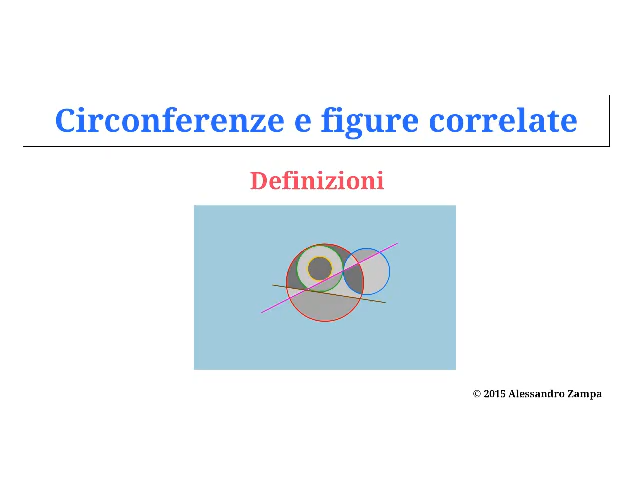 Circonferenze e figure correlate
Definizioni
© 2015 Alessandro Zampa